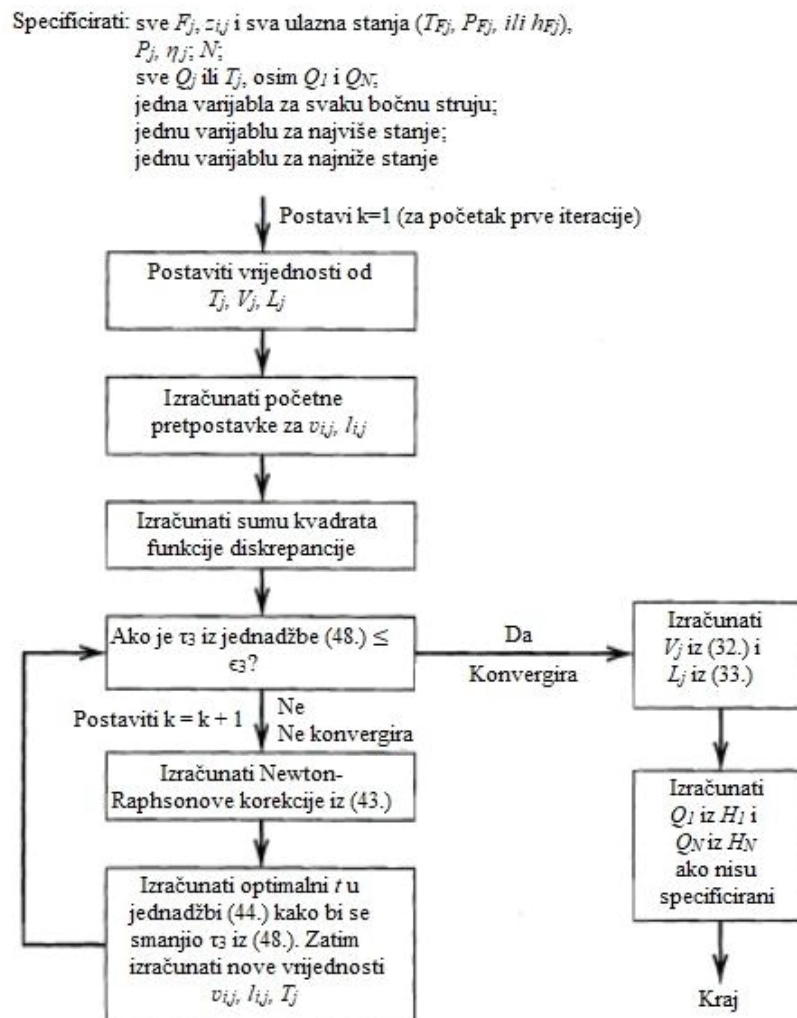 Specificirati: sve Fj, zi,j i sva ulazna stanja (TFj, PFj, ili hFj),
Pj, ηj; N;
sve Qj ili Tj, osim Q1 i QN;
jedna varijabla za svaku bočnu struju;
jednu varijablu za najviše stanje;
jednu varijablu za najniže stanje
Postavi k=1 (za početak prve iteracije)
Postaviti vrijednosti od
Tj, Vj, Lj
Izračunati početne
pretpostavke za vi,j, li,j
Izračunati sumu kvadrata
funkcije diskrepancije
Ako je τ3 iz jednadžbe (48.) ≤
ϵ3?
Da
Konvergira
Izračunati
Vj iz (32.) i
Lj iz (33.)
Postaviti k = k + 1
Ne
Ne konvergira
Izračunati Newton-
Raphsonove korekcije iz (43.)
Izračunati
Q1 iz H1 i
QN iz HN
ako nisu
specificirani
Izračunati optimalni t u
jednadžbi (44.) kako bi se
smanjio τ3 iz (48.). Zatim
izračunati nove vrijednosti
vi,j, li,j, Tj
Kraj